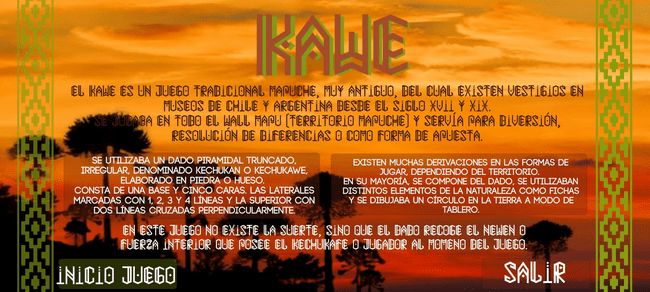 KAWE
EL KAWE ES UN JUEGO TRADICIONAL MAPUCHE, MUY ANTIGUO, DEL CUAL EXISTEN VESTIGIOS EN
MUSEOS DE CHILE Y ARGENTINA DESDE EL SIGLO XVII Y XIX.
SE JUGABA EN TODO EL WALL MAPU (TERRITORIO MAPUCHE) Y SERVÍA PARA DIVERSIÓN,
RESOLUCIÓN DE DIFERENCIAS O COMO FORMA DE APUESTA.
SE UTILIZABA UN DADO PIRAMIDAL TRUNCADO,
IRREGULAR, DENOMINADO KECHUKAN O KECHUKAWE,
ELABORADO EN PIEDRA O HUESO.
CONSTA DE UNA BASE Y CINCO CARAS. LAS LATERALES
MARCADAS CON 1, 2, 3 Y 4 LÍNEAS Y LA SUPERIOR CON
DOS LÍNEAS CRUZADAS PERPENDICULARMENTE.
EXISTEN MUCHAS DERIVACIONES EN LAS FORMAS DE
JUGAR, DEPENDIENDO DEL TERRITORIO.
EN SU MAYORÍA, SE COMPONE DEL DADO, SE UTILIZABAN
DISTINTOS ELEMENTOS DE LA NATURALEZA COMO FICHAS
Y SE DIBUJABA UN CÍRCULO EN LA TIERRA A MODO DE
TABLERO.
EN ESTE JUEGO NO EXISTE LA SUERTE, SINO QUE EL DADO RECOGE EL NEWEN O
FUERZA INTERIOR QUE POSEE EL KECHUKAFE O JUGADOR AL MOMENO DEL JUEGO.
INICIO JUEGO
SALIR